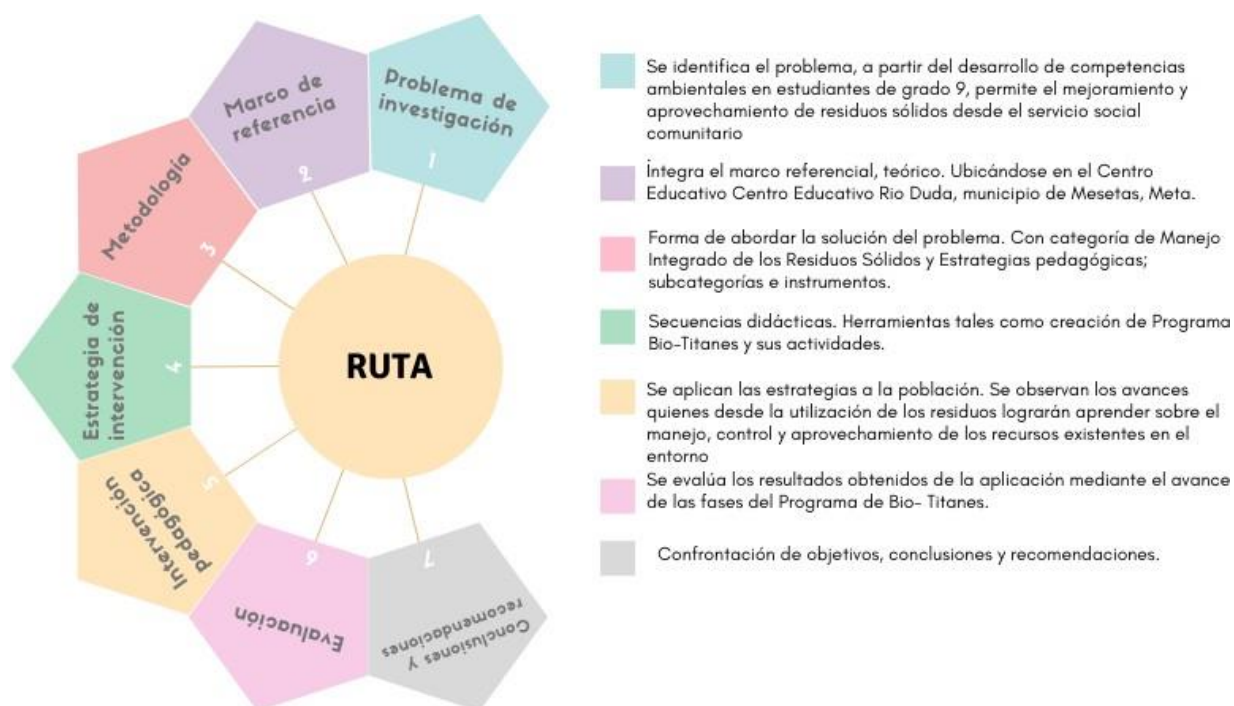 Problema de
investigación
1
Marco de
referencia
2
Metodología
3
Estrategia de
intervención
4
Intervención
pedagógica
5
Evaluación
6
Conclusiones y
recomendaciones
7
RUTA
Se identifica el problema, a partir del desarrollo de competencias
ambientales en estudiantes de grado 9, permite el mejoramiento y
aprovechamiento de residuos sólidos desde el servicio social
comunitario
Íntegra el marco referencial, teórico. Ubicándose en el Centro
Educativo Centro Educativo Rio Duda, municipio de Mesetas, Meta.
Forma de abordar la solución del problema. Con categoría de Manejo
Integrado de los Residuos Sólidos y Estrategias pedagógicas;
subcategorías e instrumentos.
Secuencias didácticas. Herramientas tales como creación de Programa
Bio-Titanes y sus actividades.
Se aplican las estrategias a la población. Se observan los avances
quienes desde la utilización de los residuos lograrán aprender sobre el
manejo, control y aprovechamiento de los recursos existentes en el
entorno
Se evalúa los resultados obtenidos de la aplicación mediante el avance
de las fases del Programa de Bio- Titanes.
Confrontación de objetivos, conclusiones y recomendaciones.